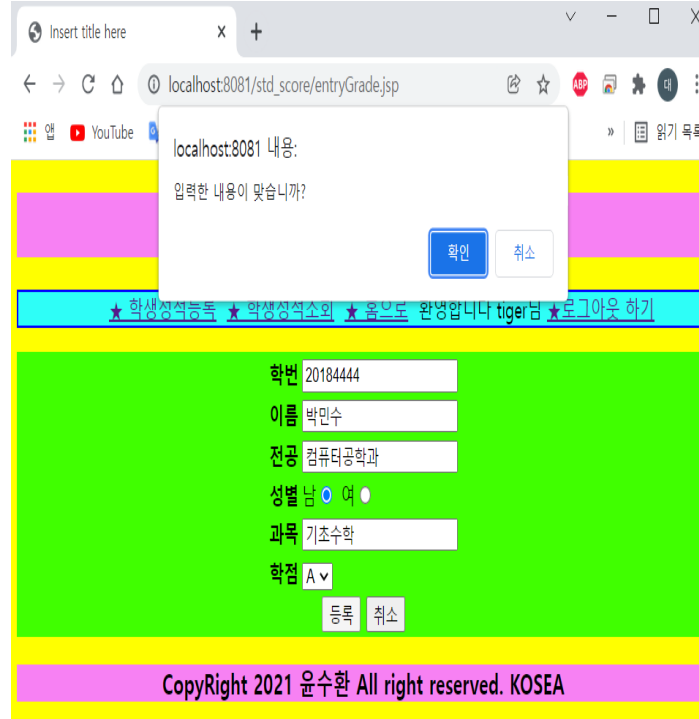 Insert title here
localhost:8081/std_score/entryGrade.jsp
ABP
대
앱 YouTube » 읽기 목록
localhost:8081 내용:
입력한 내용이 맞습니까?
확인 취소
★ 학생성적등록 ★ 학생성적조회 ★ 홈으로 환영합니다 tiger님 ★로그아웃 하기
학번 20184444
이름 박민수
전공 컴퓨터공학과
성별 남 여
과목 기초수학
학점 A
등록 취소
CopyRight 2021 윤수환 All right reserved. KOSEA